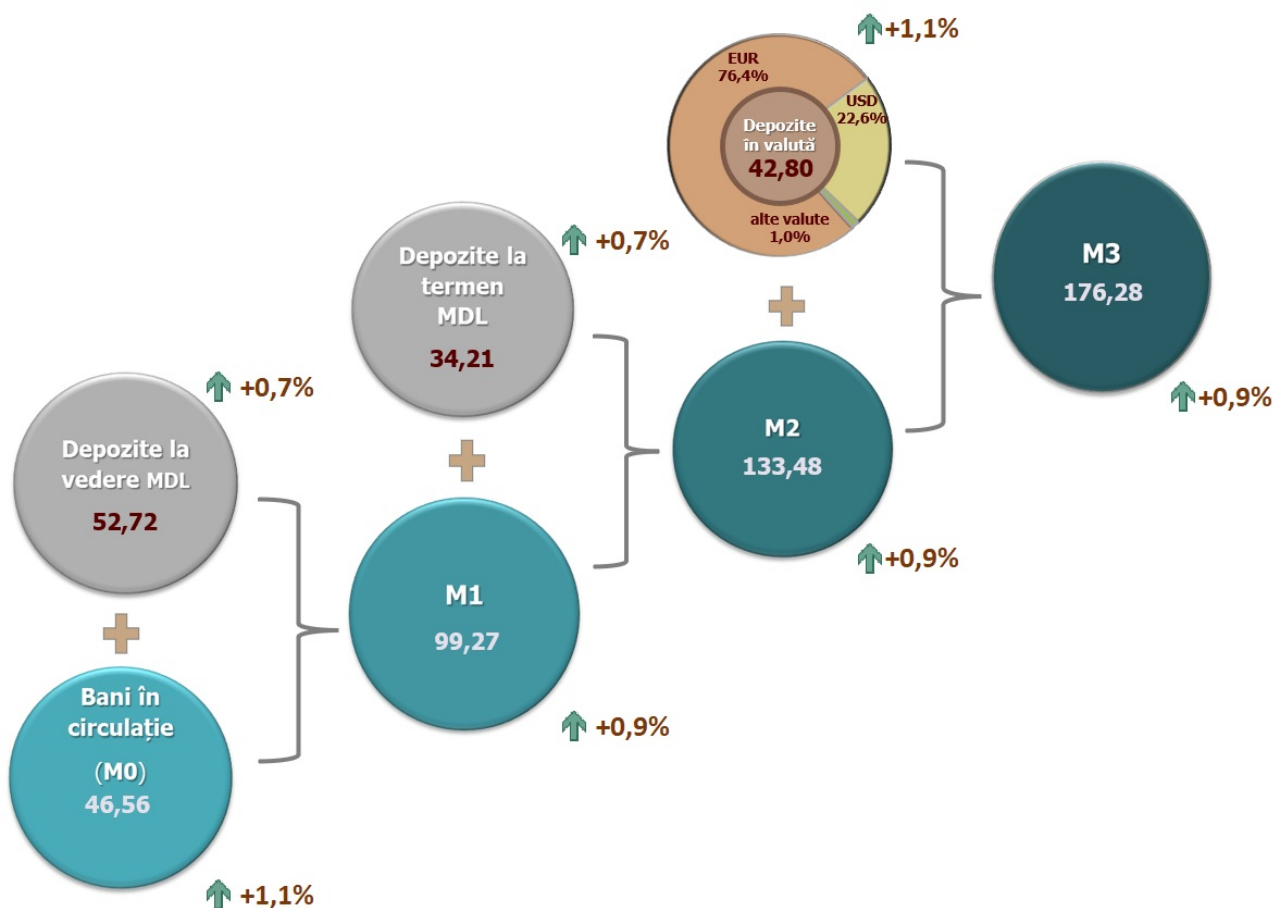 +1,1%
EUR
76,4%
USD
22,6%
Depozite
în valută
42,80
alte valute
1,0%
M3
176,28
+0,9%
Depozite la
termen
MDL
34,21
+0,7%
M2
133,48
+0,9%
Depozite la
vedere MDL
52,72
+0,7%
M1
99,27
+0,9%
Bani în
circulație
(M0)
46,56
+1,1%